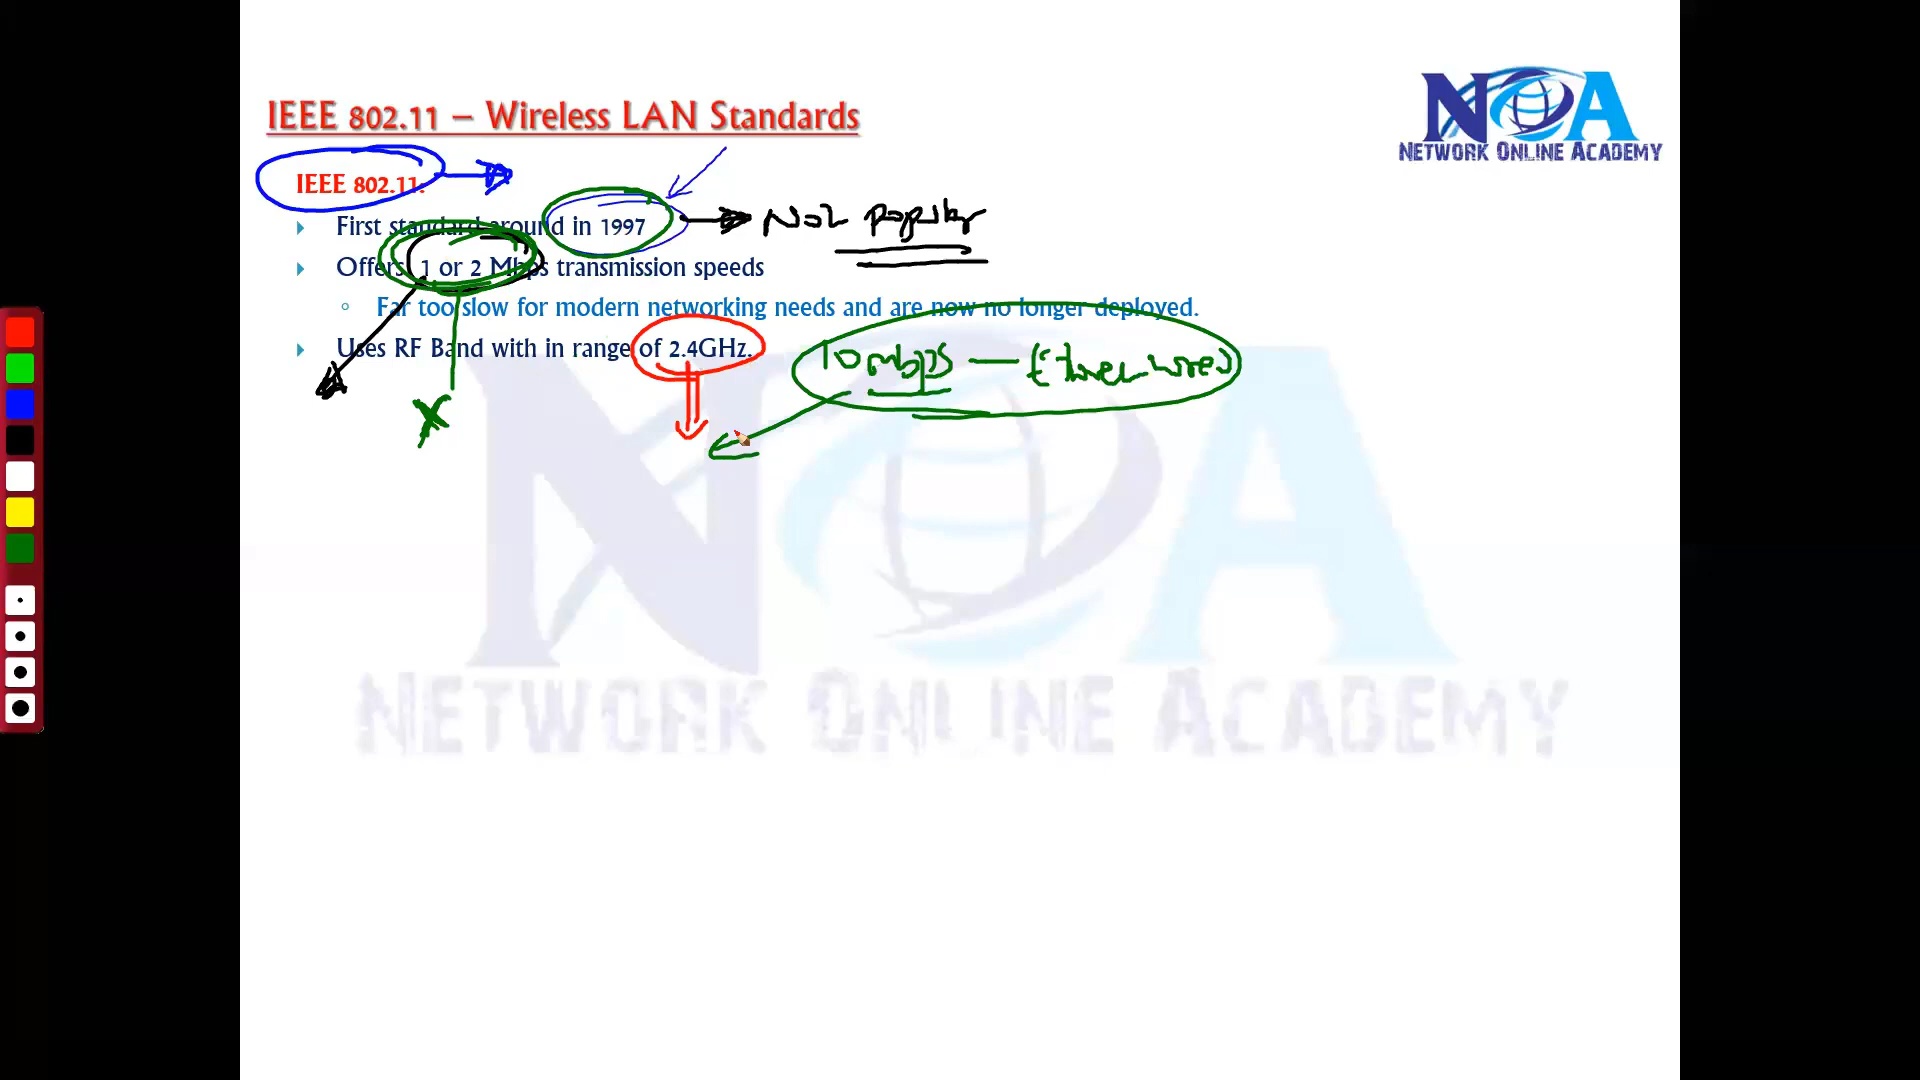 IEEE 802.11 – Wireless LAN Standards
NOA
NETWORK ONLINE ACADEMY
IEEE 802.11:
First standard around in 1997
Not popular
Offers 1 or 2 Mbps transmission speeds
Far too slow for modern networking needs and are now no longer deployed.
Uses RF Band with in range of 2.4GHz.
10mbps — (
NOA
NETWORK ONLINE ACADEMY